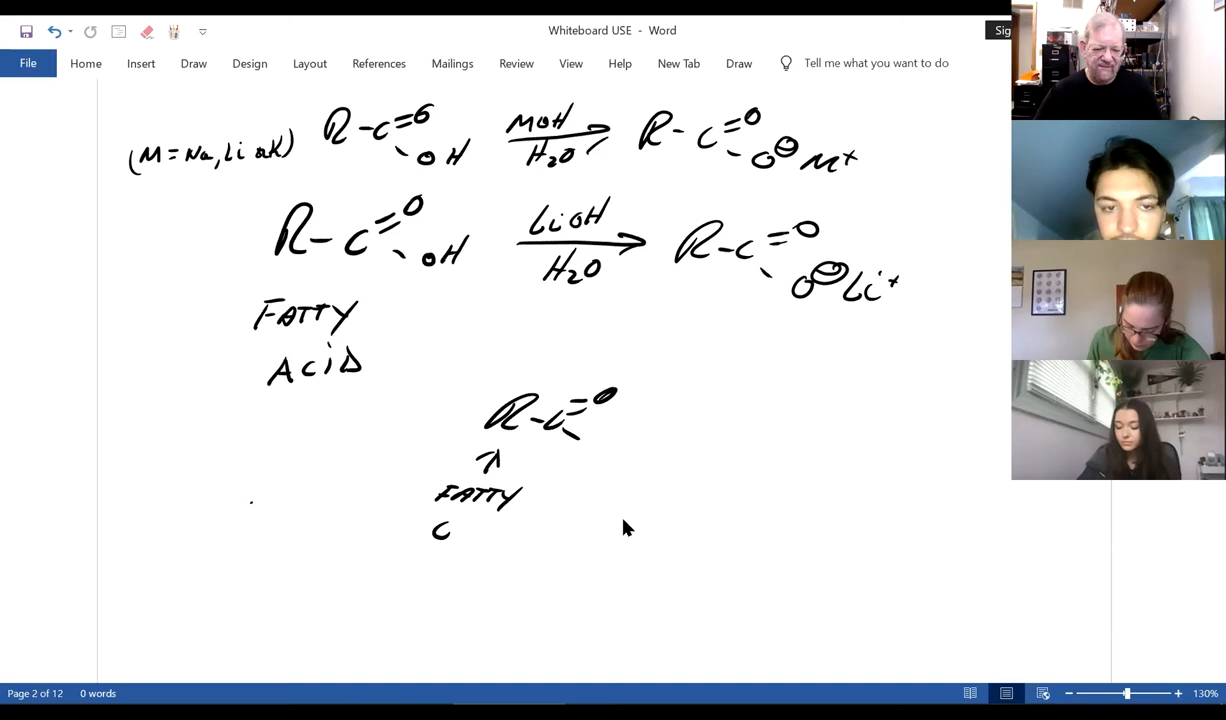 Whiteboard USE - Word
Sig
File Home Insert Draw Design Layout References Mailings Review View Help New Tab Draw Tell me what you want to do
(M = Na, Li or K) R-C=O OH MOH H2O R-C=O O⊖ M+
R-C=O OH LiOH H2O R-C=O O⊖ Li+
FATTY
ACID
R-C=O
↑
FATTY
C
Page 2 of 12 0 words 130%